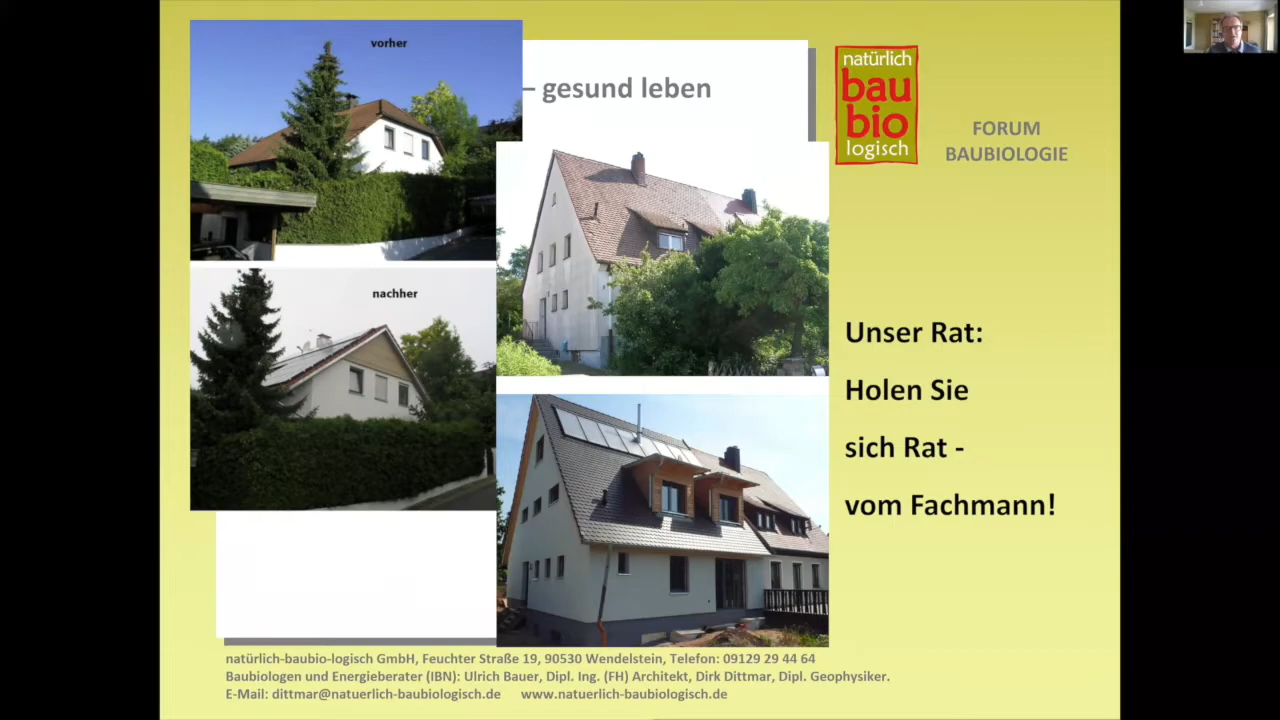 vorher
– gesund leben
natürlich
bau
bio
logisch
FORUM
BAUBIOLOGIE
nachher
Unser Rat:
Holen Sie
sich Rat -
vom Fachmann!
natürlich-baubio-logisch GmbH, Feuchter Straße 19, 90530 Wendelstein, Telefon: 09129 29 44 64
Baubiologen und Energieberater (IBN): Ulrich Bauer, Dipl. Ing. (FH) Architekt, Dirk Dittmar, Dipl. Geophysiker.
E-Mail: dittmar@natuerlich-baubiologisch.de www.natuerlich-baubiologisch.de